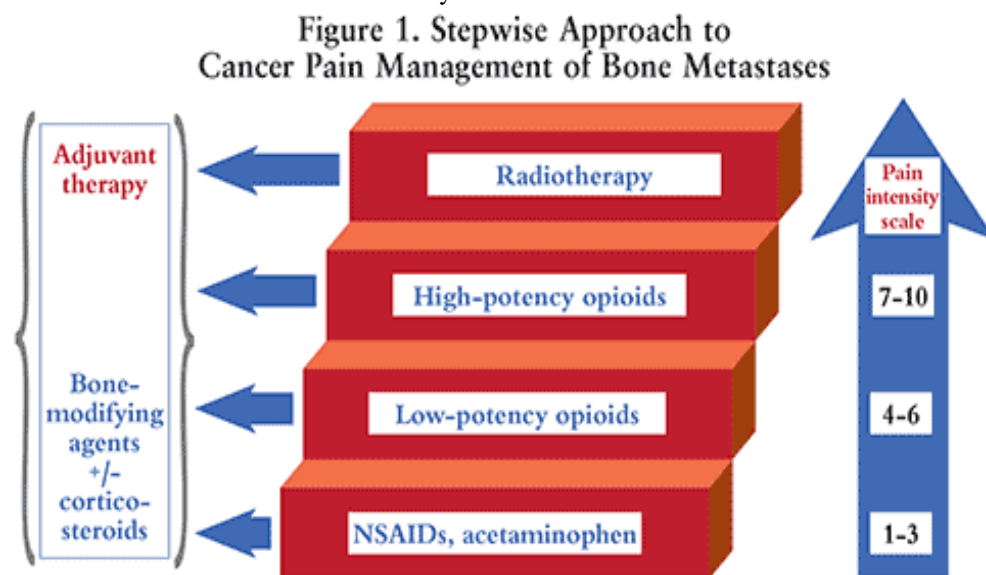 Figure 1. Stepwise Approach to
Cancer Pain Management of Bone Metastases
Adjuvant
therapy
Bone-
modifying
agents
+/-
cortico-
steroids
Radiotherapy
High-potency opioids
Low-potency opioids
NSAIDs, acetaminophen
Pain
intensity
scale
7-10
4-6
1-3